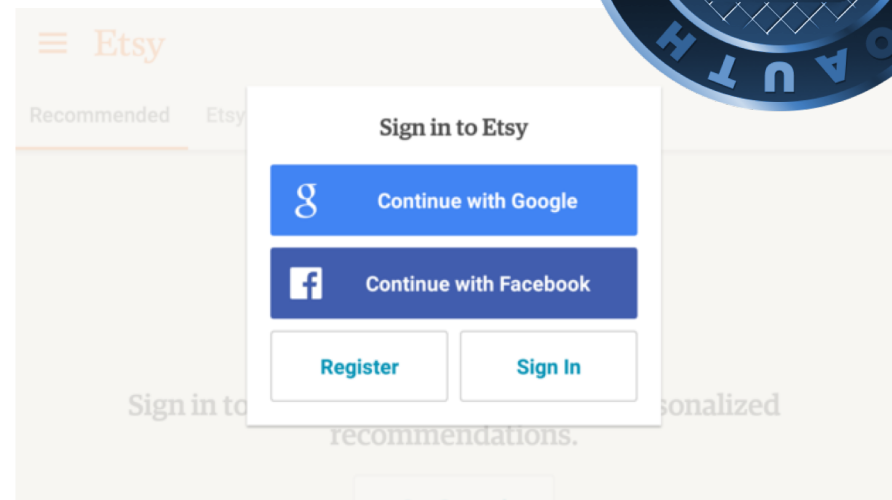 Etsy
OAUTH
Recommended Etsy
Sign in to Etsy
g Continue with Google
f Continue with Facebook
Register Sign In
Sign in to sonalized
recommendations.